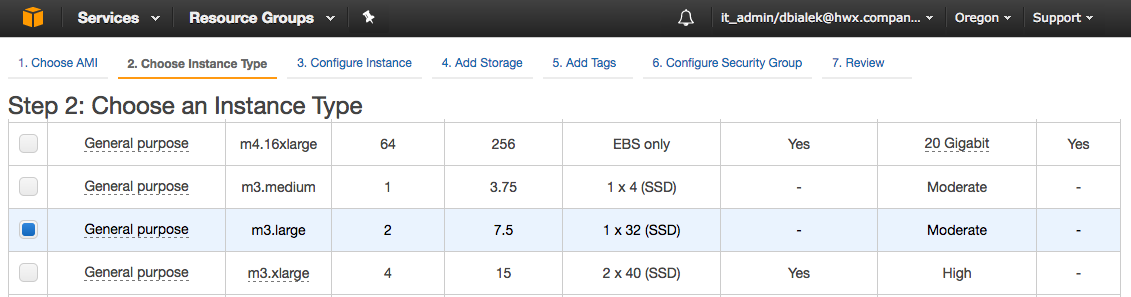 Services Resource Groups it_admin/dbialek@hwx.compan... Oregon Support
1. Choose AMI 2. Choose Instance Type 3. Configure Instance 4. Add Storage 5. Add Tags 6. Configure Security Group 7. Review
Step 2: Choose an Instance Type
General purpose m4.16xlarge 64 256 EBS only Yes 20 Gigabit Yes
General purpose m3.medium 1 3.75 1 x 4 (SSD) - Moderate -
General purpose m3.large 2 7.5 1 x 32 (SSD) - Moderate -
General purpose m3.xlarge 4 15 2 x 40 (SSD) Yes High -